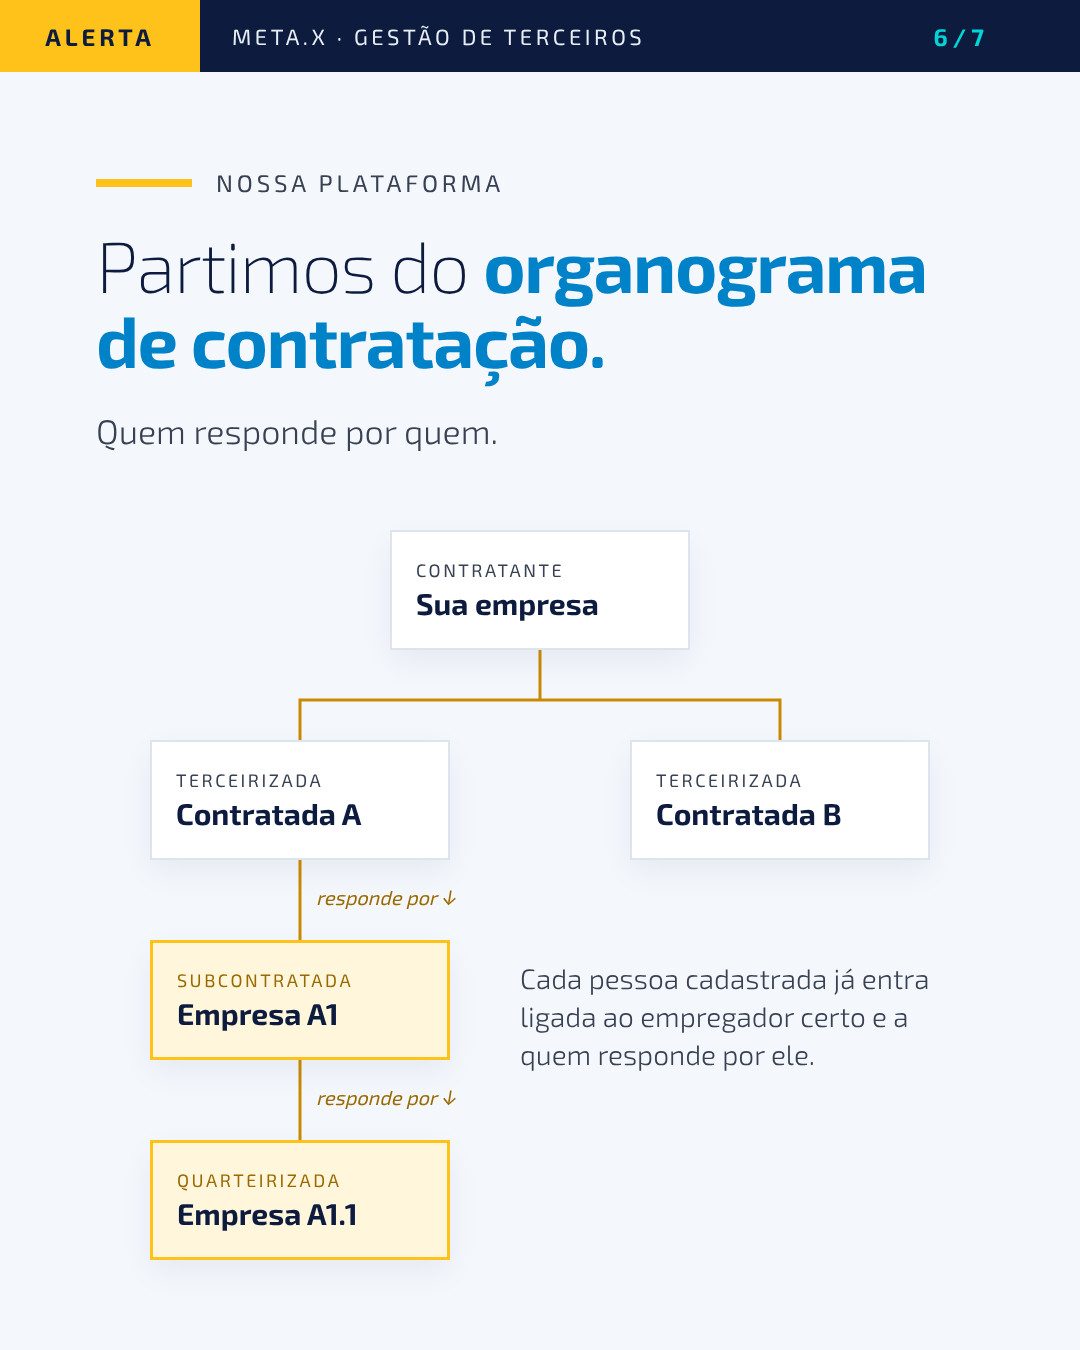 ALERTA
META.X · GESTÃO DE TERCEIROS
6/7
NOSSA PLATAFORMA
Partimos do organograma
de contratação.
Quem responde por quem.
CONTRATANTE
Sua empresa
TERCEIRIZADA
Contratada A
TERCEIRIZADA
Contratada B
responde por ↓
SUBCONTRATADA
Empresa A1
Cada pessoa cadastrada já entra
ligada ao empregador certo e a
quem responde por ele.
responde por ↓
QUARTEIRIZADA
Empresa A1.1